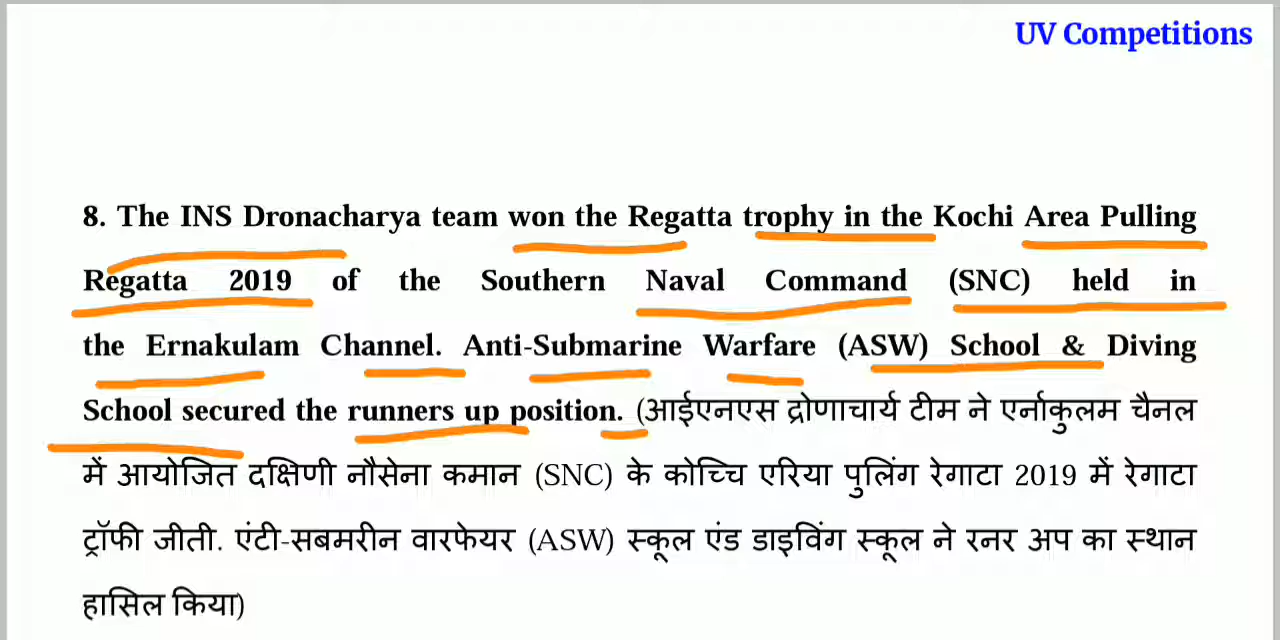 UV Competitions
8. The INS Dronacharya team won the Regatta trophy in the Kochi Area Pulling
Regatta 2019 of the Southern Naval Command (SNC) held in
the Ernakulam Channel. Anti-Submarine Warfare (ASW) School & Diving
School secured the runners up position. (आईएनएस द्रोणाचार्य टीम ने एर्नाकुलम चैनल
में आयोजित दक्षिणी नौसेना कमान (SNC) के कोच्चि एरिया पुलिंग रेगाटा 2019 में रेगाटा
ट्रॉफी जीती. एंटी-सबमरीन वारफेयर (ASW) स्कूल एंड डाइविंग स्कूल ने रनर अप का स्थान
हासिल किया)